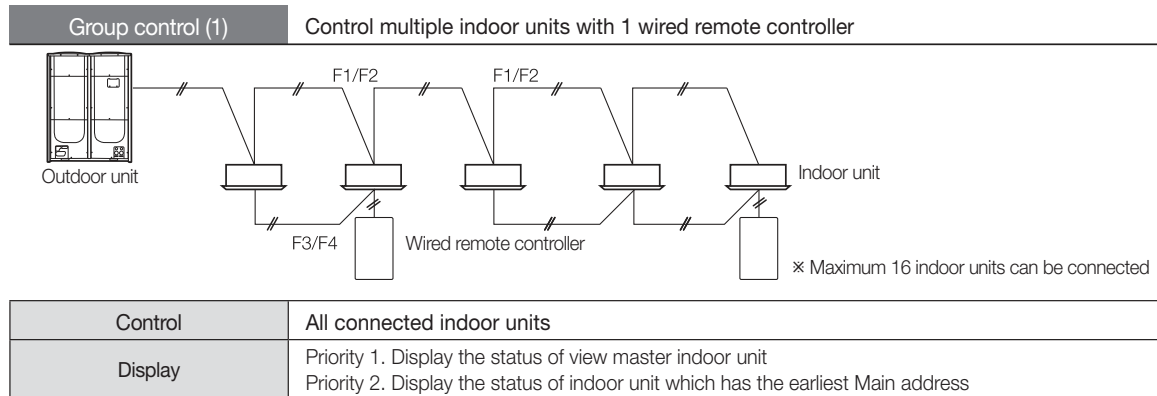 Group control (1)
Control multiple indoor units with 1 wired remote controller
F1/F2
F1/F2
Outdoor unit
Indoor unit
F3/F4
Wired remote controller
※ Maximum 16 indoor units can be connected
Control
All connected indoor units
Display
Priority 1. Display the status of view master indoor unit
Priority 2. Display the status of indoor unit which has the earliest Main address